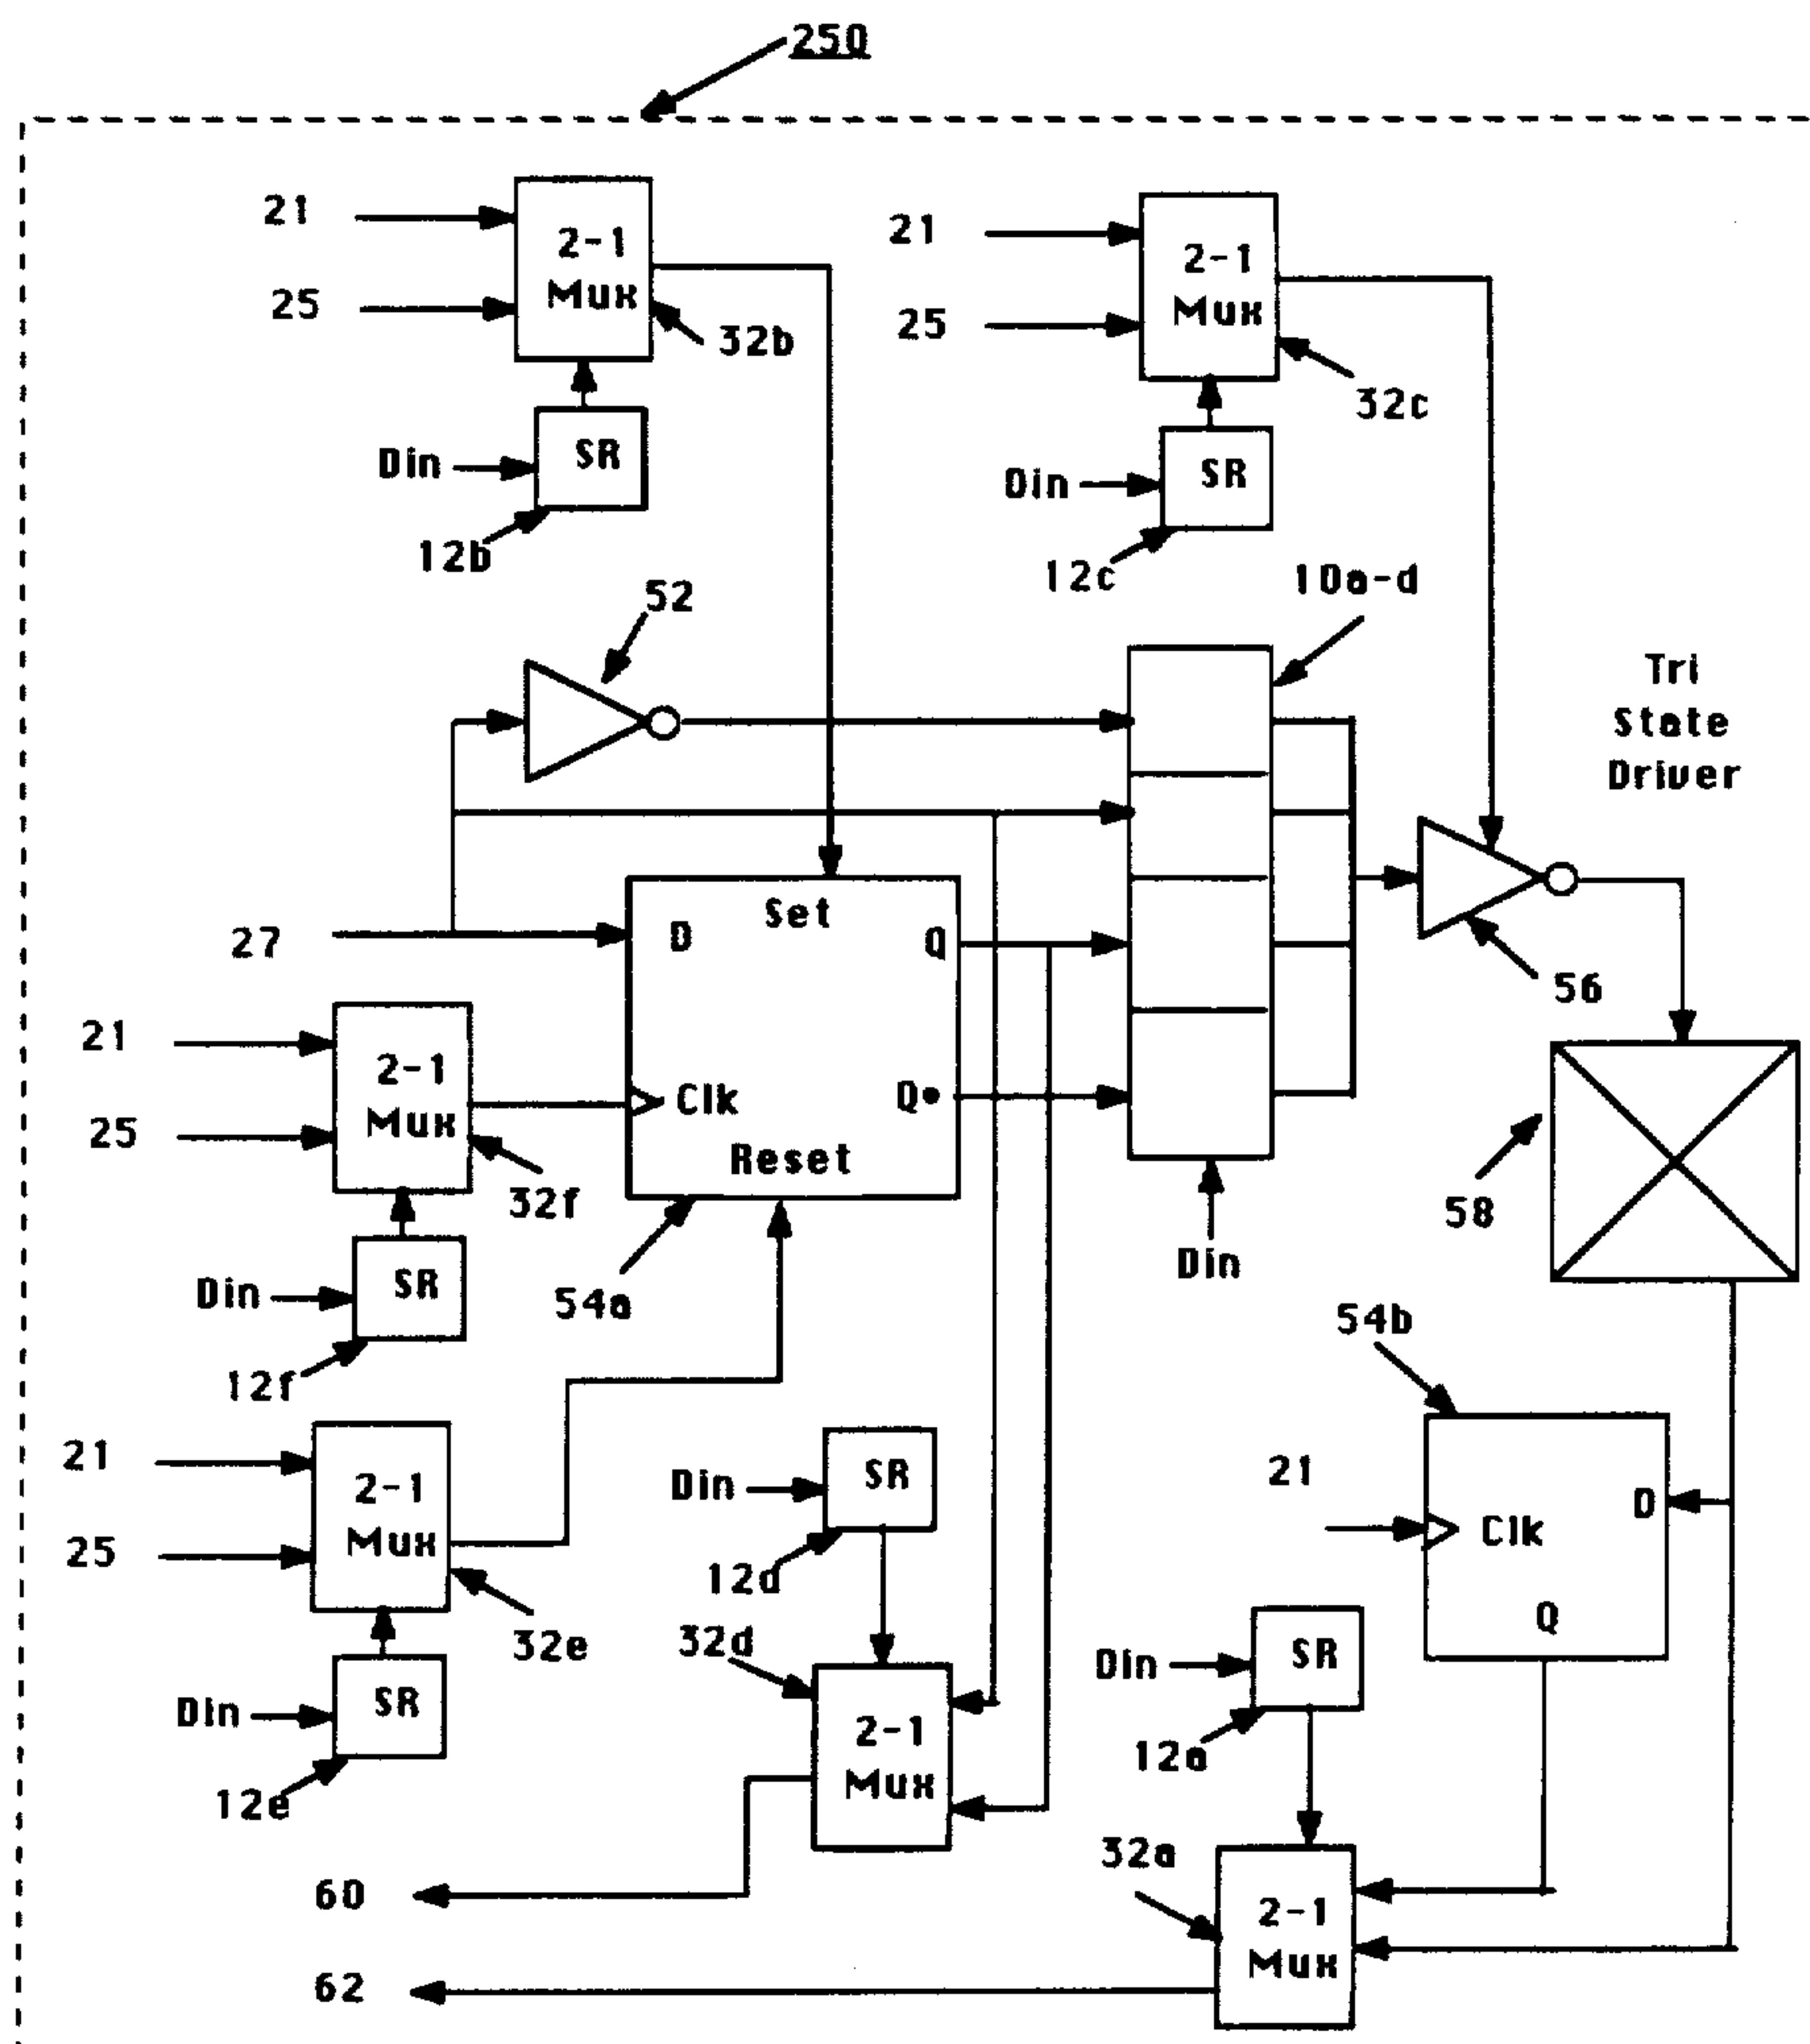 250
21
2-1
Mux
25
32b
SR
Din
12b
21
2-1
Mux
25
32c
SR
Din
12c
52
10a-d
Tri
State
Driver
27
D
Set
Q
56
21
2-1
Mux
25
32f
Clk
Q•
Reset
54a
Din
58
SR
Din
12f
54b
21
2-1
Mux
25
32e
SR
Din
12e
Din
SR
12d
32d
2-1
Mux
21
D
Clk
Q
Din
SR
12a
32a
2-1
Mux
60
62